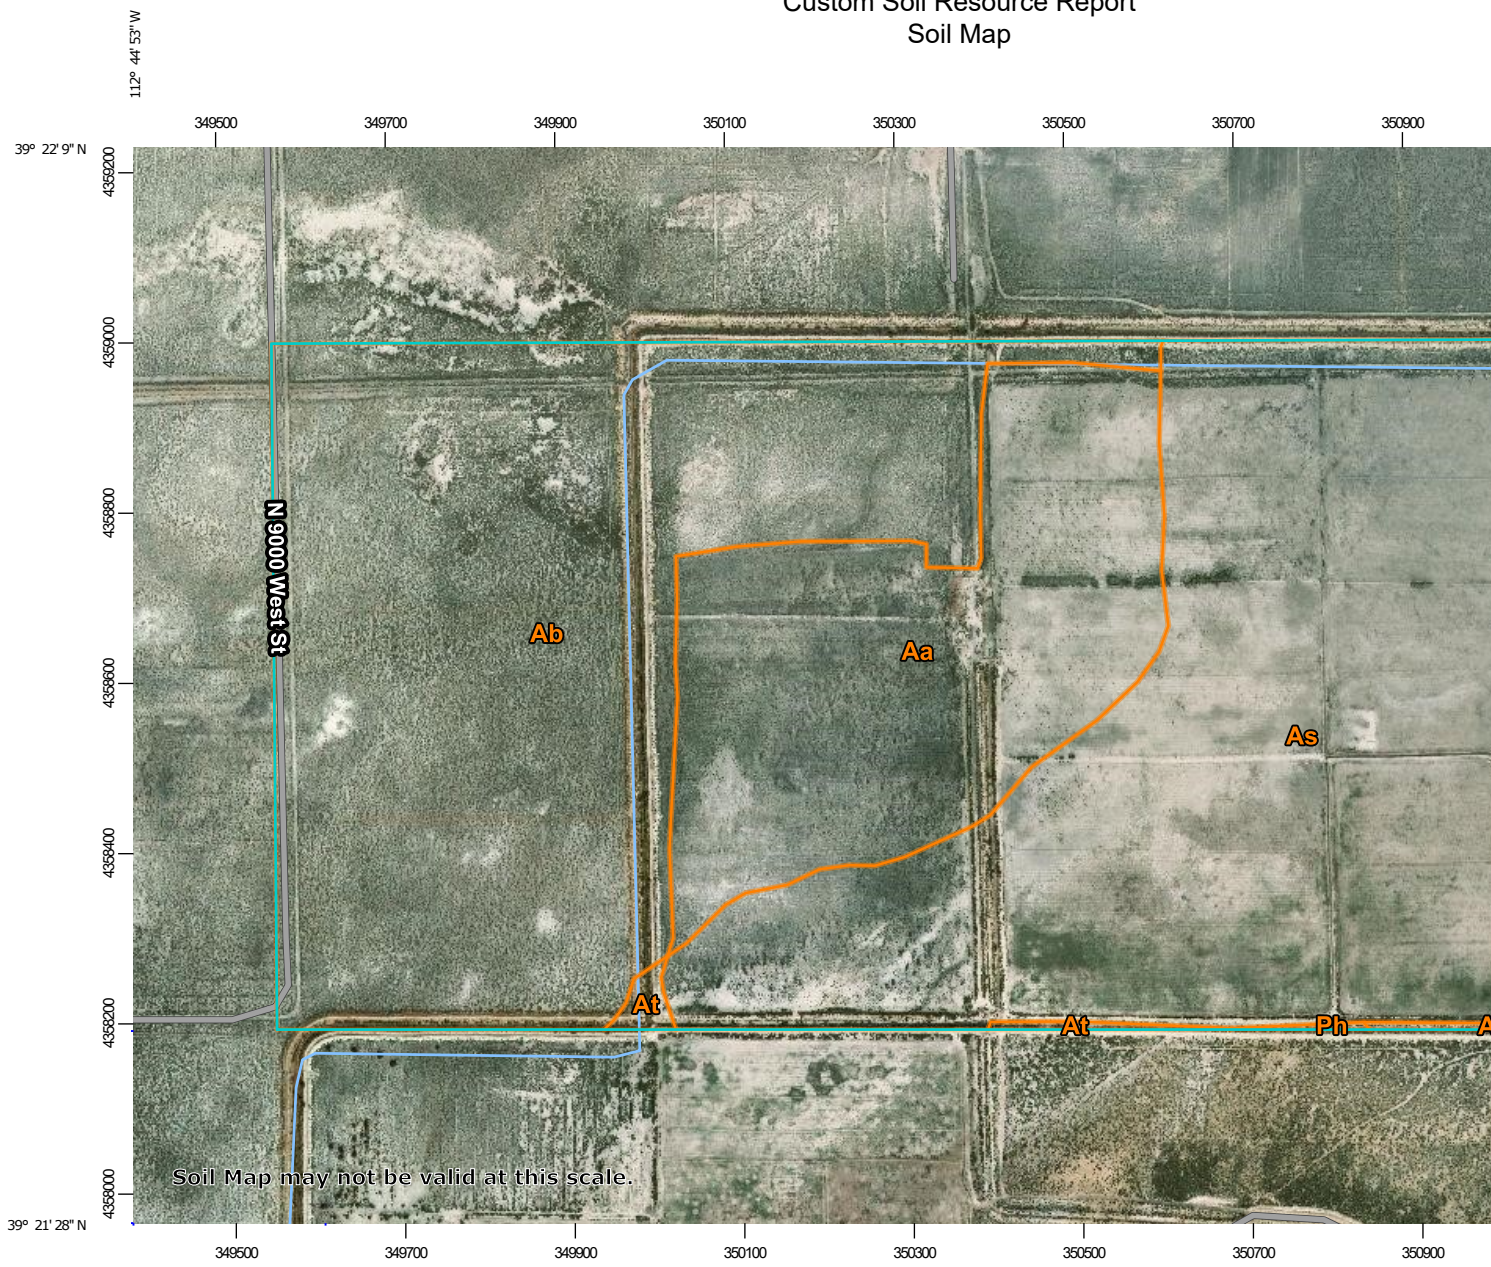 Custom Soil Resource Report
Soil Map
112° 44' 53" W
349500 349700 349900 350100 350300 350500 350700 350900
39° 22' 9" N
4359200
4359000
4358800
4358600
4358400
4358200
4358000
N 9000 West St
Ab
Aa
As
At
At
Ph
Soil Map may not be valid at this scale.
39° 21' 28" N
349500 349700 349900 350100 350300 350500 350700 350900